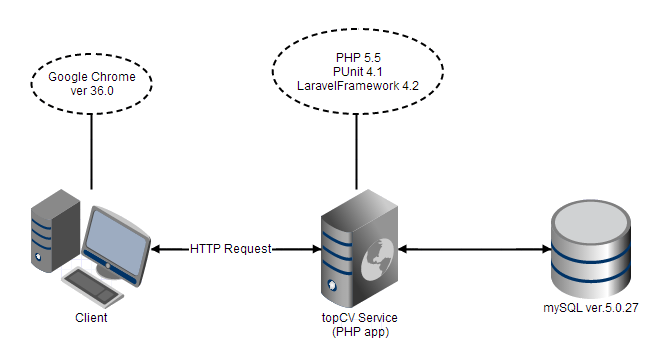 Google Chrome
ver 36.0
PHP 5.5
PUnit 4.1
LaravelFramework 4.2
HTTP Request
Client
topCV Service
(PHP app)
mySQL ver.5.0.27